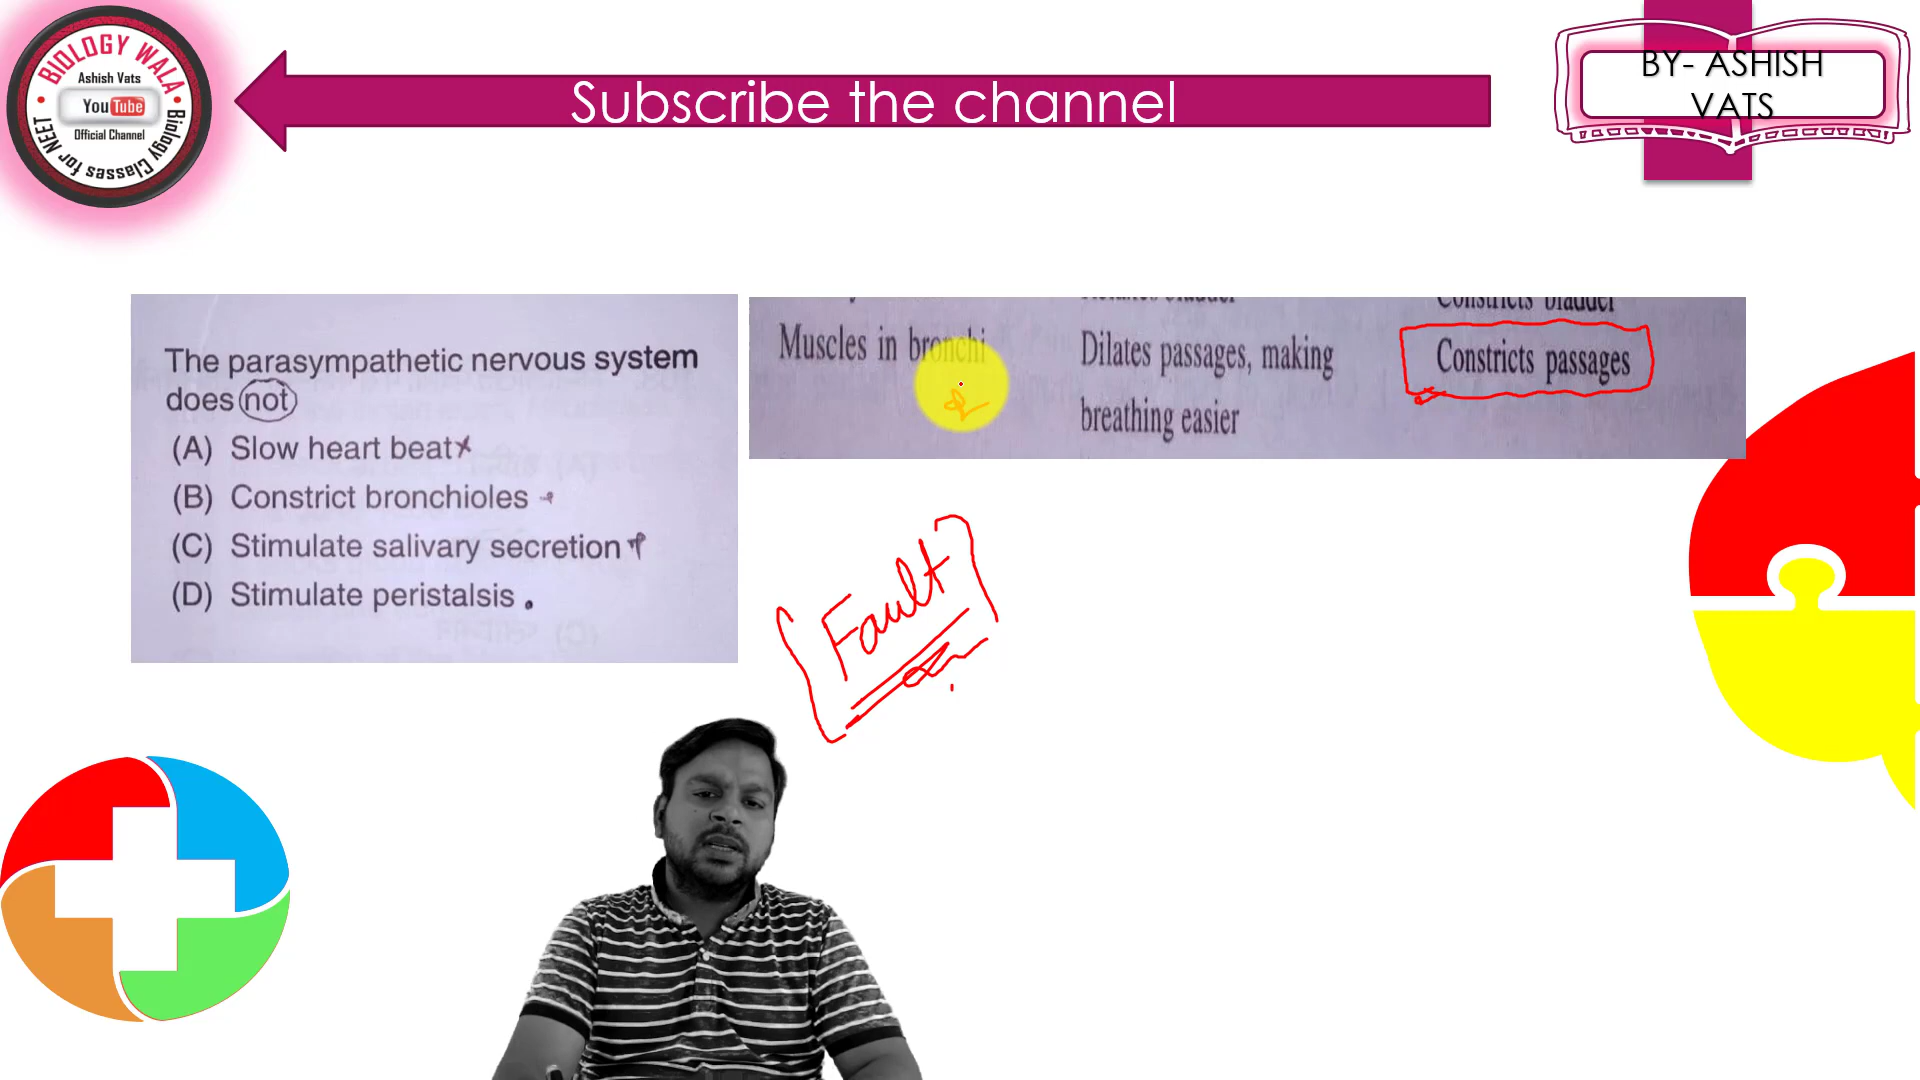 BIOLOGY WALA
Ashish Vats
YouTube
Official Channel
Biology Classes for NEET
Subscribe the channel
BY- ASHISH
VATS
The parasympathetic nervous system
does not
(A) Slow heart beat
(B) Constrict bronchioles
(C) Stimulate salivary secretion
(D) Stimulate peristalsis .
Constricts bladder
Muscles in bronchi Dilates passages, making Constricts passages
breathing easier
Fault